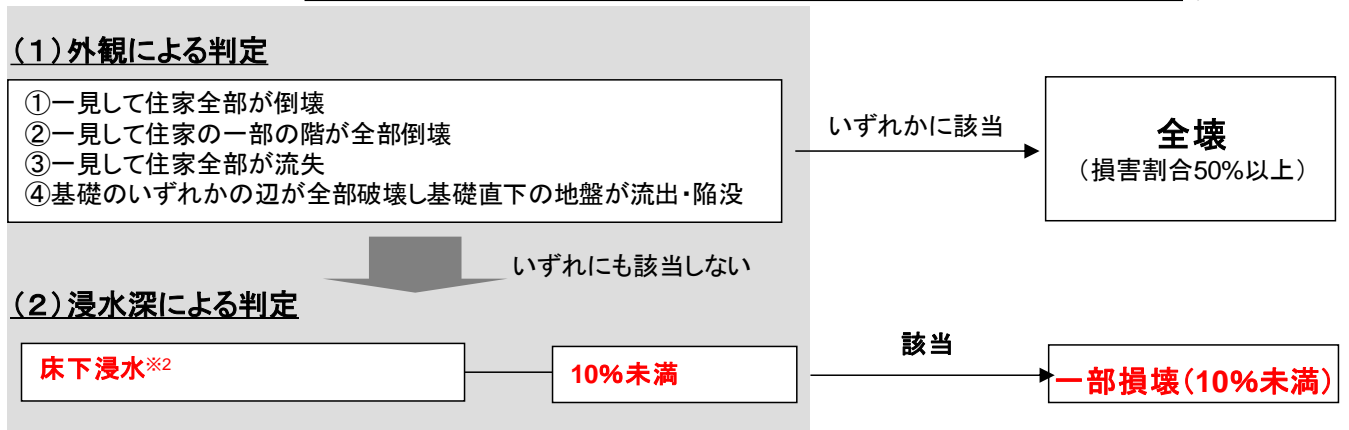 （１）外観による判定
①一見して住家全部が倒壊
②一見して住家の一部の階が全部倒壊
③一見して住家全部が流失
④基礎のいずれかの辺が全部破壊し基礎直下の地盤が流出・陥没
いずれかに該当
全壊
（損害割合50%以上）
いずれにも該当しない
（２）浸水深による判定
床下浸水※2
10%未満
該当
一部損壊（10%未満）